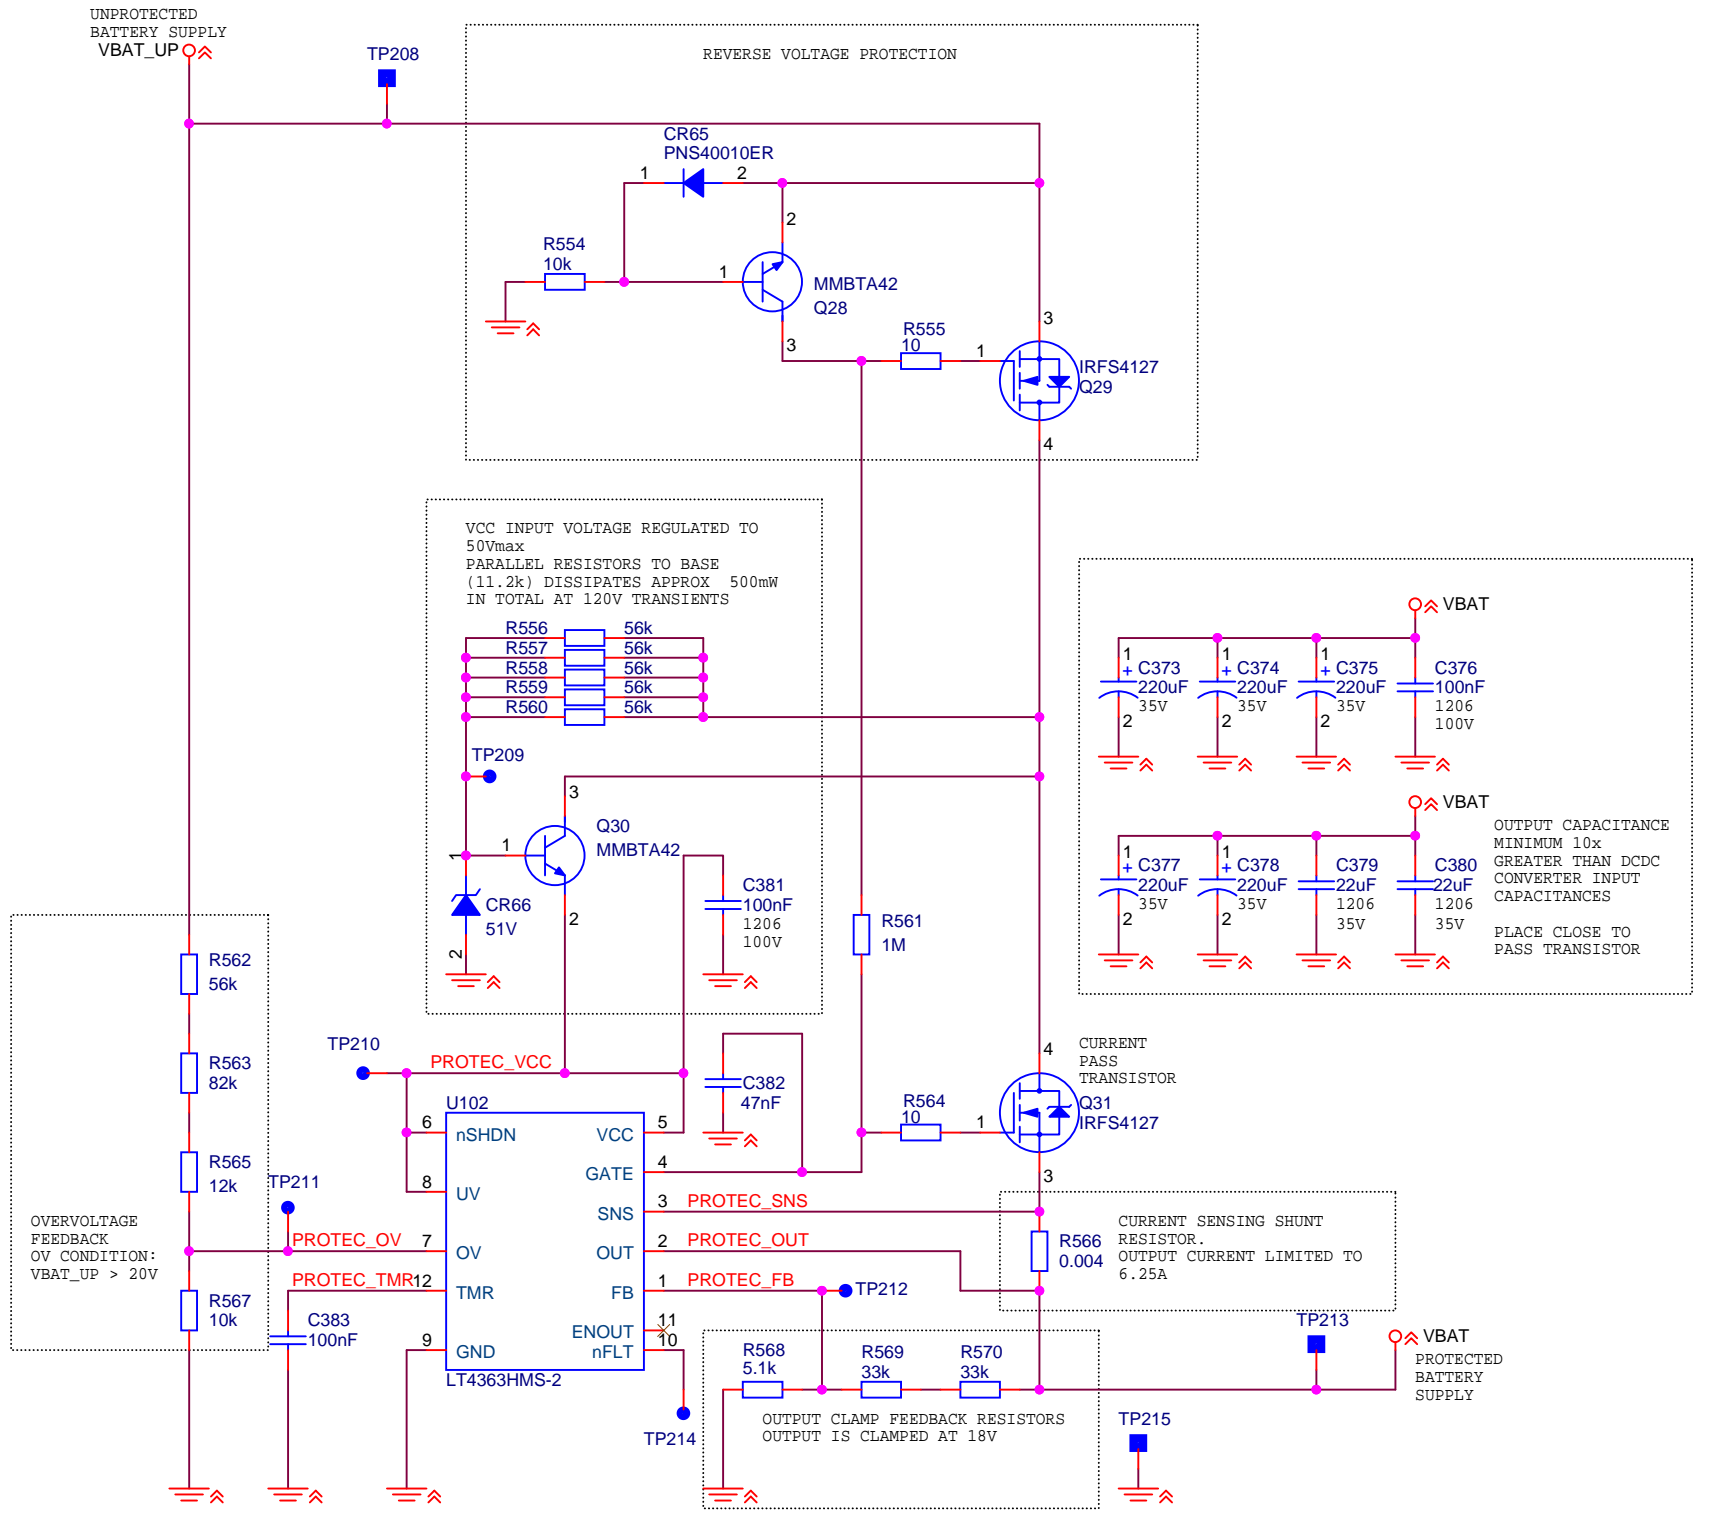 UNPROTECTED
BATTERY SUPPLY
VBAT_UP
TP208
REVERSE VOLTAGE PROTECTION
CR65
PNS40010ER
1
2
2
R554
10k
1
MMBTA42
Q28
3
R555
10
1
3
IRFS4127
Q29
4
VCC INPUT VOLTAGE REGULATED TO
50Vmax
PARALLEL RESISTORS TO BASE
(11.2k) DISSIPATES APPROX 500mW
IN TOTAL AT 120V TRANSIENTS
R556 56k
R557 56k
R558 56k
R559 56k
R560 56k
TP209
3
Q30
MMBTA42
1
1
CR66
51V
2
2
C381
100nF
1206
100V
R561
1M
VBAT
1
+ C373
220uF
35V
2
1
+ C374
220uF
35V
2
1
+ C375
220uF
35V
2
C376
100nF
1206
100V
VBAT
1
+ C377
220uF
35V
2
1
+ C378
220uF
35V
2
C379
22uF
1206
35V
C380
22uF
1206
35V
OUTPUT CAPACITANCE
MINIMUM 10x
GREATER THAN DCDC
CONVERTER INPUT
CAPACITANCES
PLACE CLOSE TO
PASS TRANSISTOR
R562
56k
R563
82k
R565
12k
R567
10k
OVERVOLTAGE
FEEDBACK
OV CONDITION:
VBAT_UP > 20V
TP210
PROTEC_VCC
TP211
PROTEC_OV
PROTEC_TMR
C383
100nF
U102
6 nSHDN
8 UV
7 OV
12 TMR
9 GND
VCC 5
GATE 4
SNS 3
OUT 2
FB 1
ENOUT 11
nFLT 10
LT4363HMS-2
C382
47nF
R564
10
1
4
CURRENT
PASS
TRANSISTOR
Q31
IRFS4127
3
PROTEC_SNS
PROTEC_OUT
PROTEC_FB
TP212
R566
0.004
CURRENT SENSING SHUNT
RESISTOR.
OUTPUT CURRENT LIMITED TO
6.25A
TP213
VBAT
PROTECTED
BATTERY
SUPPLY
R568
5.1k
R569
33k
R570
33k
OUTPUT CLAMP FEEDBACK RESISTORS
OUTPUT IS CLAMPED AT 18V
TP214
TP215